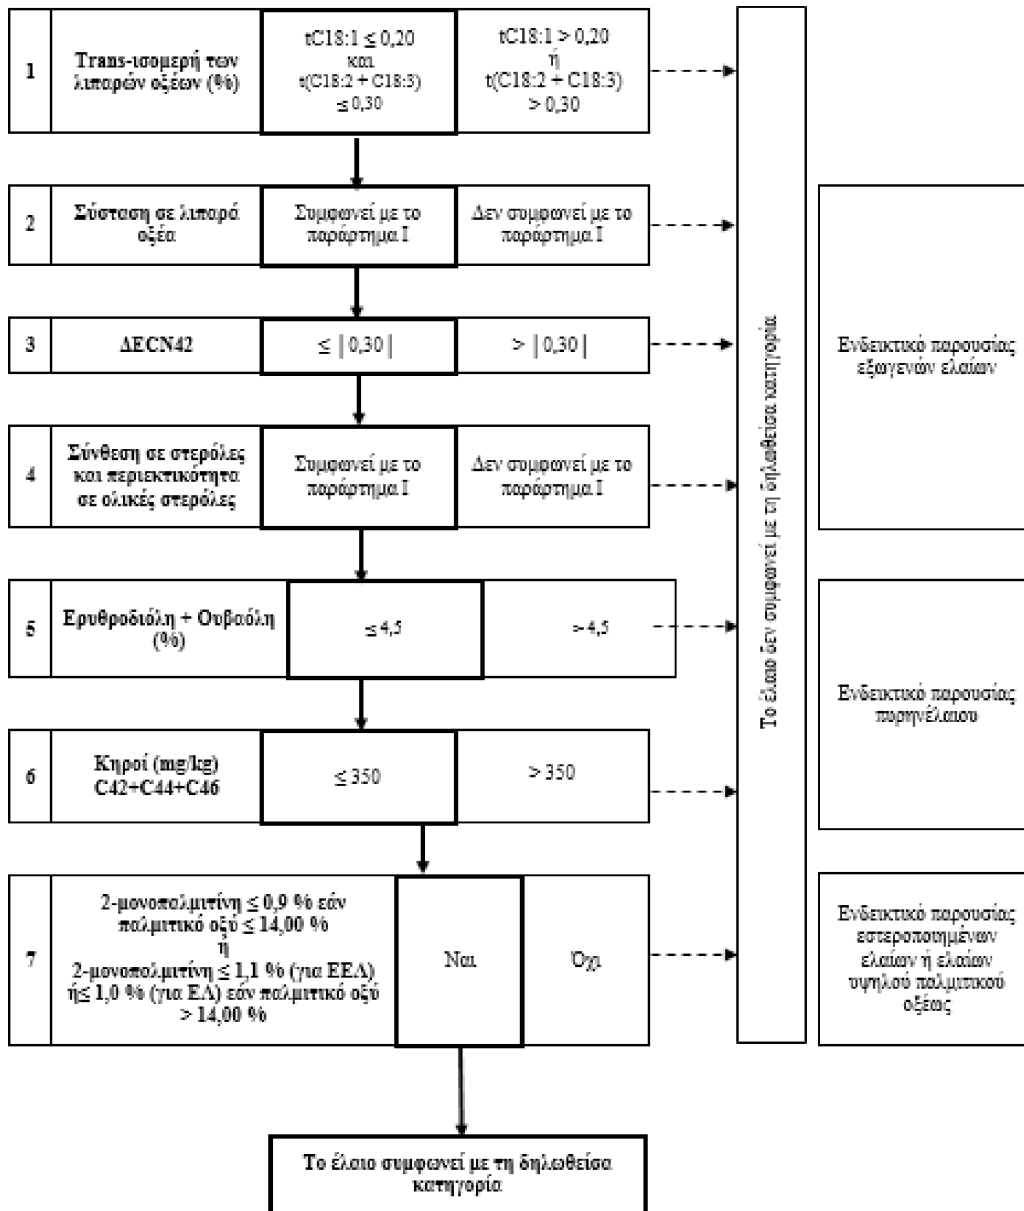 1
Trans-ισομερή των
λιπαρών οξέων (%)
tC18:1 ≤ 0,20
και
t(C18:2 + C18:3)
≤ 0,30
tC18:1 > 0,20
ή
t(C18:2 + C18:3)
> 0,30
2
Σύσταση σε λιπαρά
οξέα
Συμφωνεί με το
παράρτημα I
Δεν συμφωνεί με το
παράρτημα I
3
ΔECN42
≤ | 0,30 |
> | 0,30 |
4
Σύνθεση σε στερόλες
και περιεκτικότητα
σε ολικές στερόλες
Συμφωνεί με το
παράρτημα I
Δεν συμφωνεί με το
παράρτημα I
5
Ερυθροδιόλη + Ουβαόλη
(%)
≤ 4,5
> 4,5
6
Κηροί (mg/kg)
C42+C44+C46
≤ 350
> 350
7
2-μονοπαλμιτίνη ≤ 0,9 % εάν
παλμιτικό οξύ ≤ 14,00 %
ή
2-μονοπαλμιτίνη ≤ 1,1 % (για ΕΕΛ)
ή≤ 1,0 % (για ΕΛ) εάν παλμιτικό οξύ
> 14,00 %
Ναι
Όχι
Το έλαιο δεν συμφωνεί με τη δηλωθείσα κατηγορία
Ενδεικτικό παρουσίας
εξωγενών ελαίων
Ενδεικτικό παρουσίας
πυρηνέλαιου
Ενδεικτικό παρουσίας
εστεροποιημένων
ελαίων ή ελαίων
υψηλού παλμιτικού
οξέως
Το έλαιο συμφωνεί με τη δηλωθείσα
κατηγορία